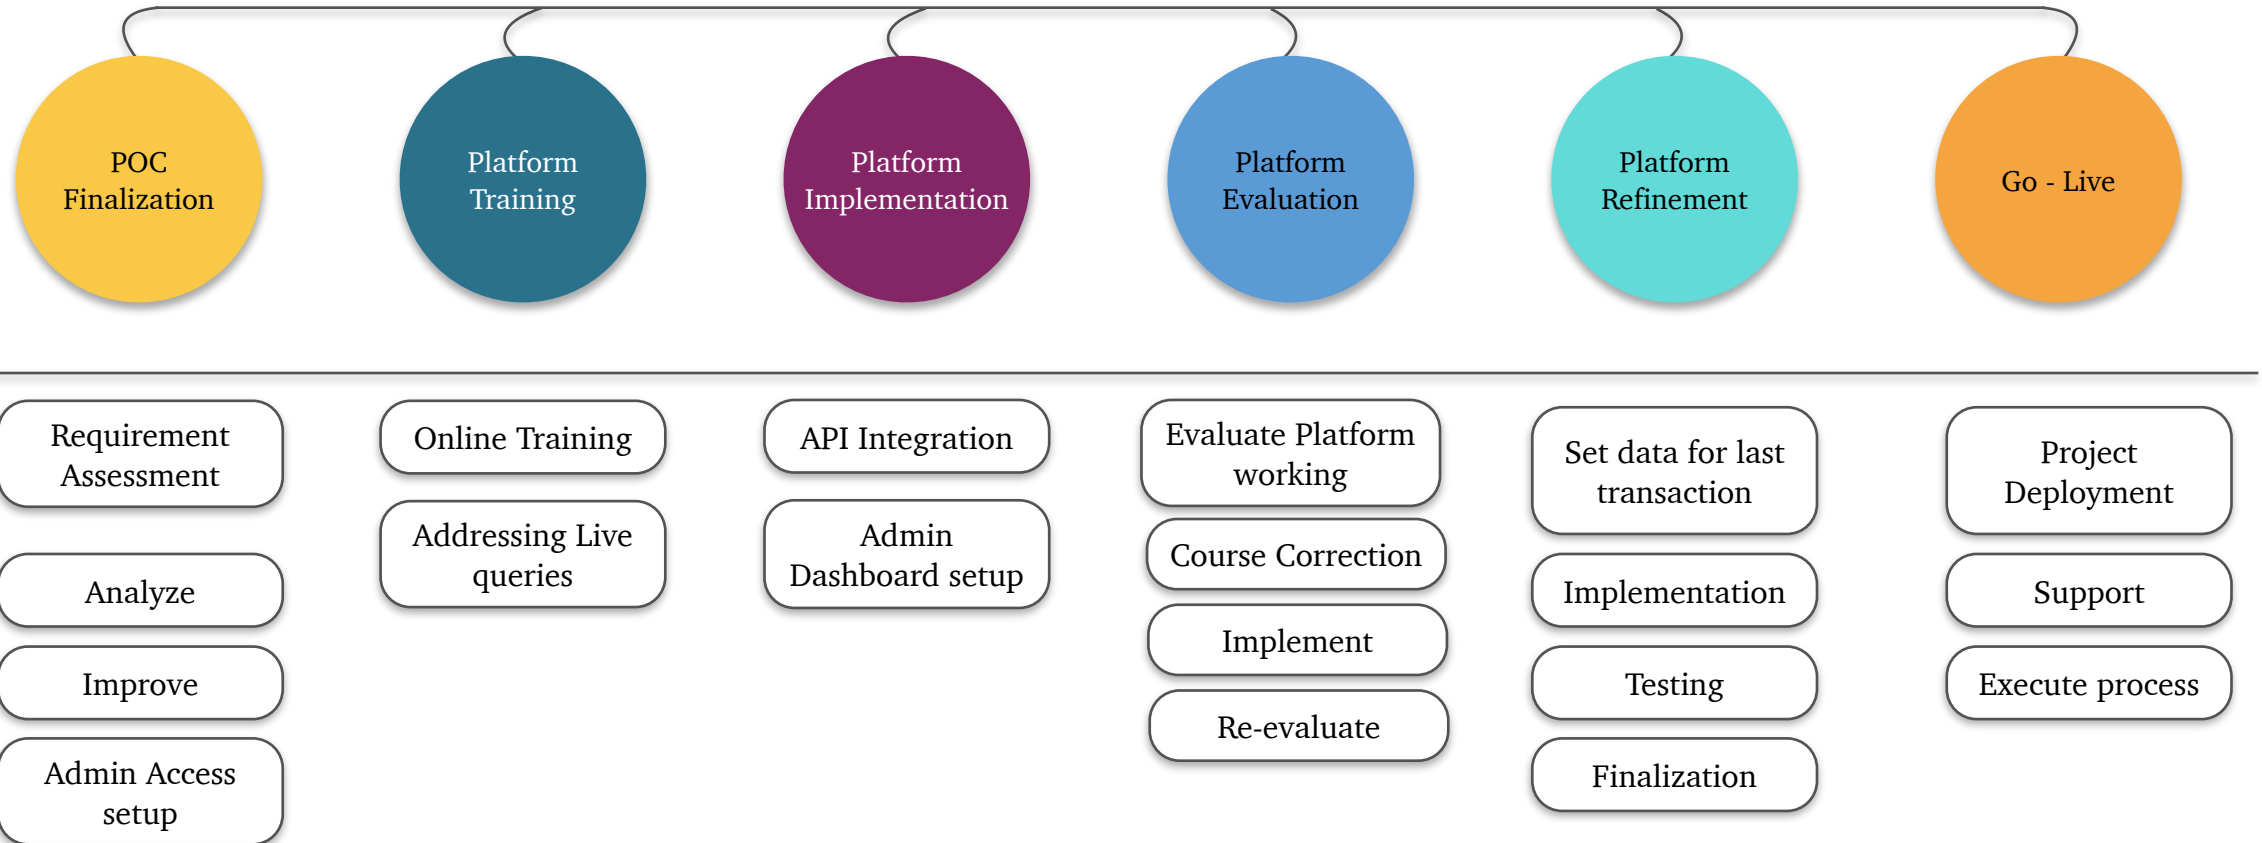 POC
Finalization
Platform
Training
Platform
Implementation
Platform
Evaluation
Platform
Refinement
Go - Live
Requirement
Assessment
Analyze
Improve
Admin Access
setup
Online Training
Addressing Live
queries
API Integration
Admin
Dashboard setup
Evaluate Platform
working
Course Correction
Implement
Re-evaluate
Set data for last
transaction
Implementation
Testing
Finalization
Project
Deployment
Support
Execute process